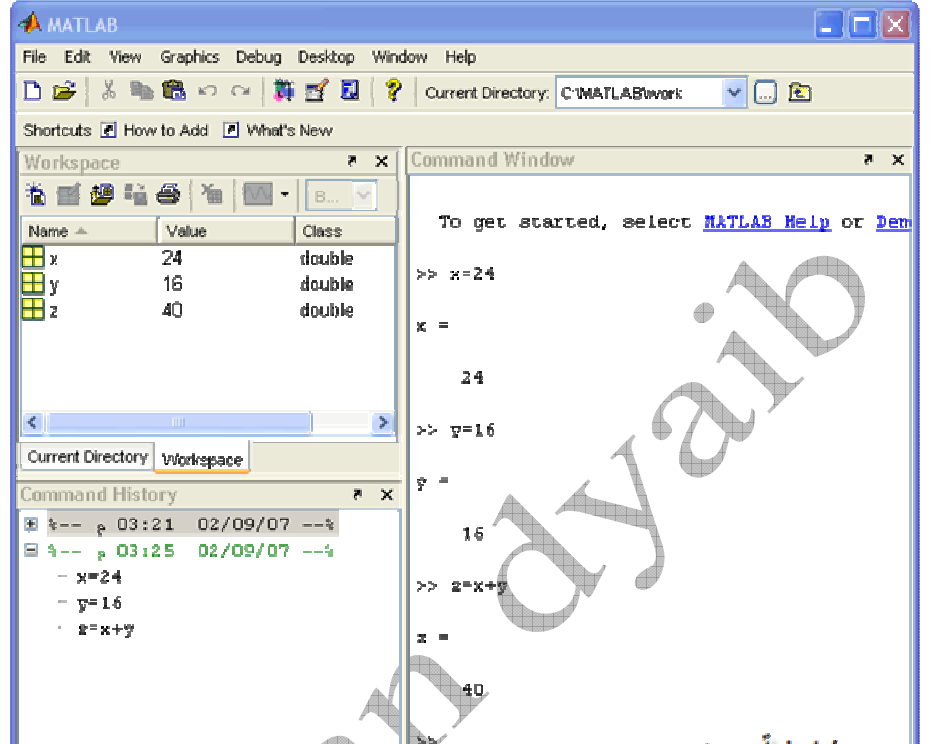 MATLAB
File Edit View Graphics Debug Desktop Window Help
Current Directory: C:\MATLAB\work
Shortcuts How to Add What's New
Workspace
B...
Name Value Class
x 24 double
y 16 double
z 40 double
Current Directory Workspace
Command History
%-- م 03:21 02/09/07 --%
%-- م 03:25 02/09/07 --%
x=24
y=16
z=x+y
Command Window
To get started, select MATLAB Help or Dem
>> x=24
x =
24
>> y=16
y =
16
>> z=x+y
z =
40
>>
n dyaib